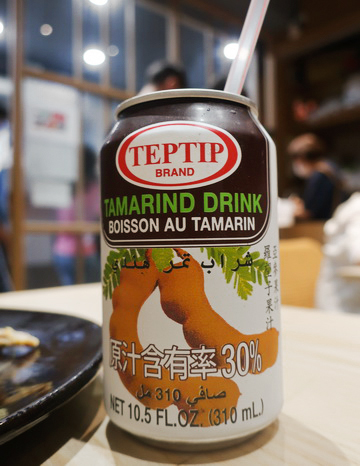 TEPTIP
BRAND
TAMARIND DRINK
BOISSON AU TAMARIN
شراب تمر هندي
原汁含有率30%
صافي 310 مل
NET 10.5 FL.OZ. (310 mL)